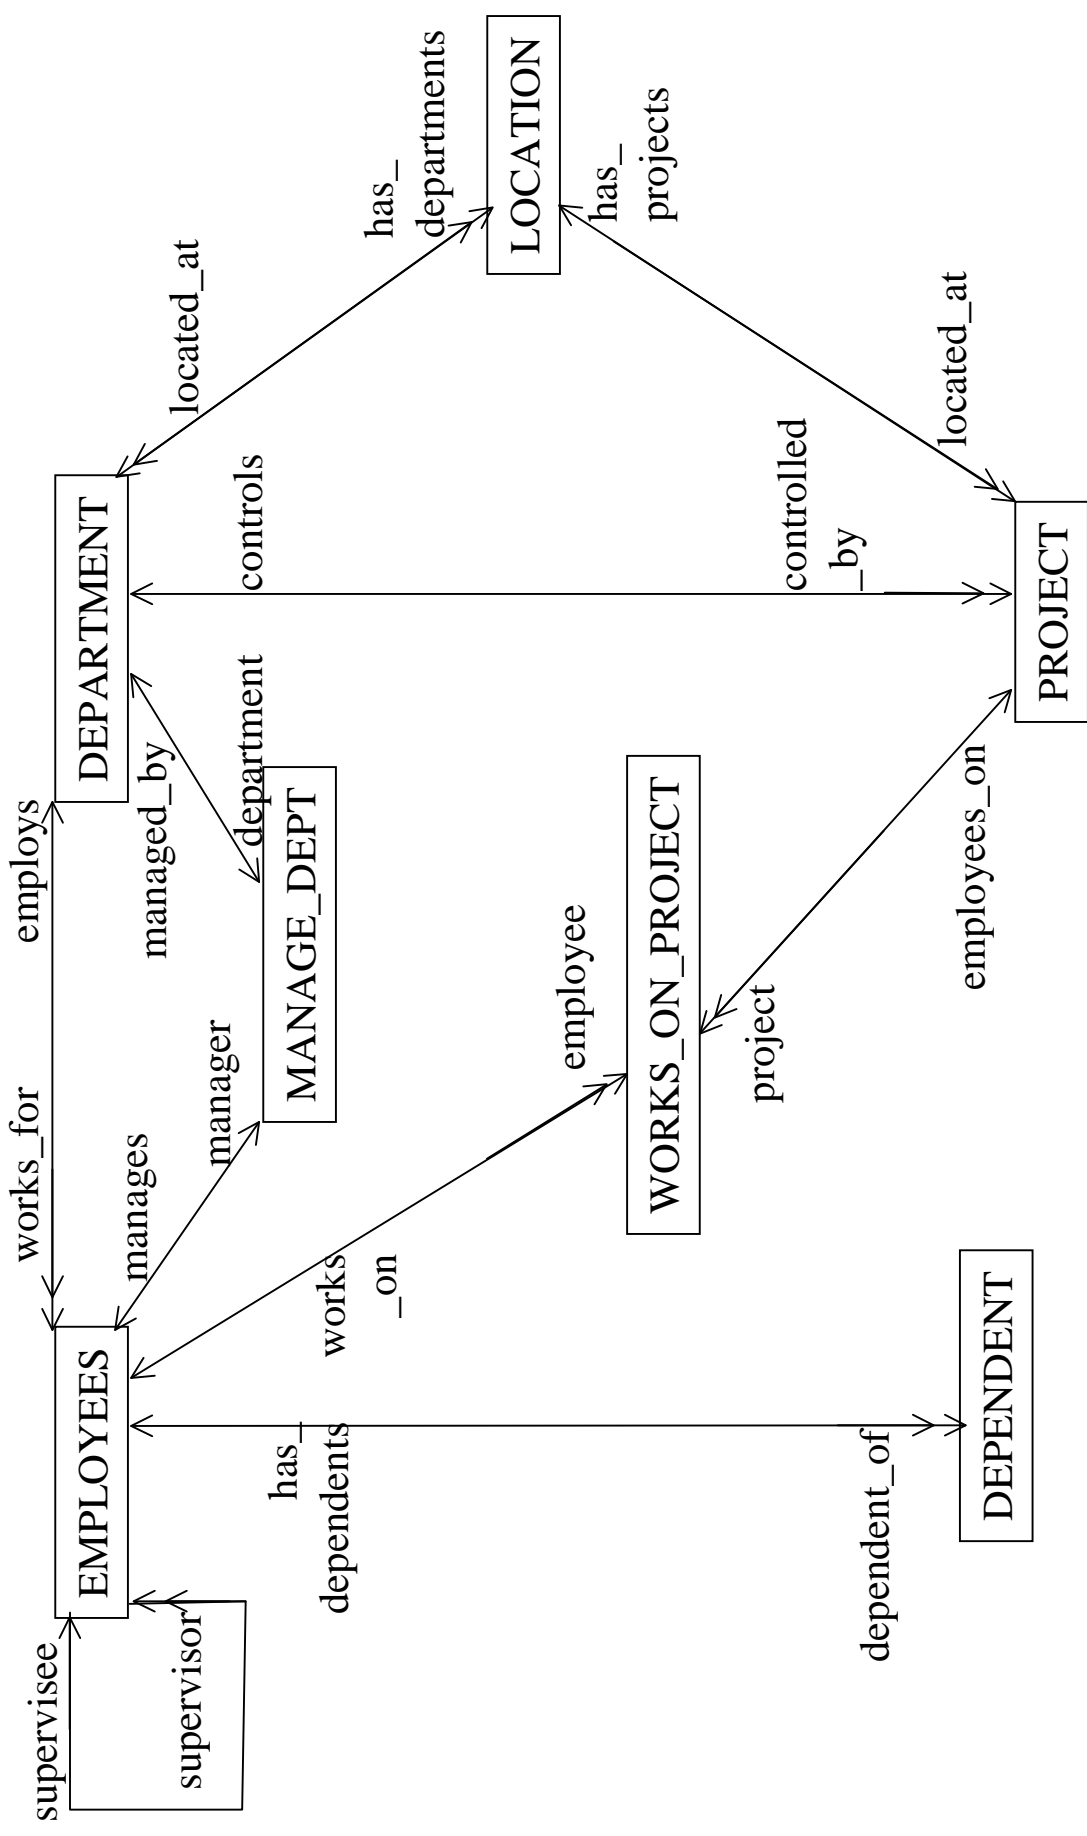 works_for
employs
supervisee
EMPLOYEES
DEPARTMENT
manages
managed_by
supervisor
located_at
manager
department
controls
has_
dependents
MANAGE_DEPT
works
_on
has_
departments
LOCATION
employee
has_
projects
WORKS_ON_PROJECT
project
controlled
_by
dependent_of
employees_on
located_at
DEPENDENT
PROJECT